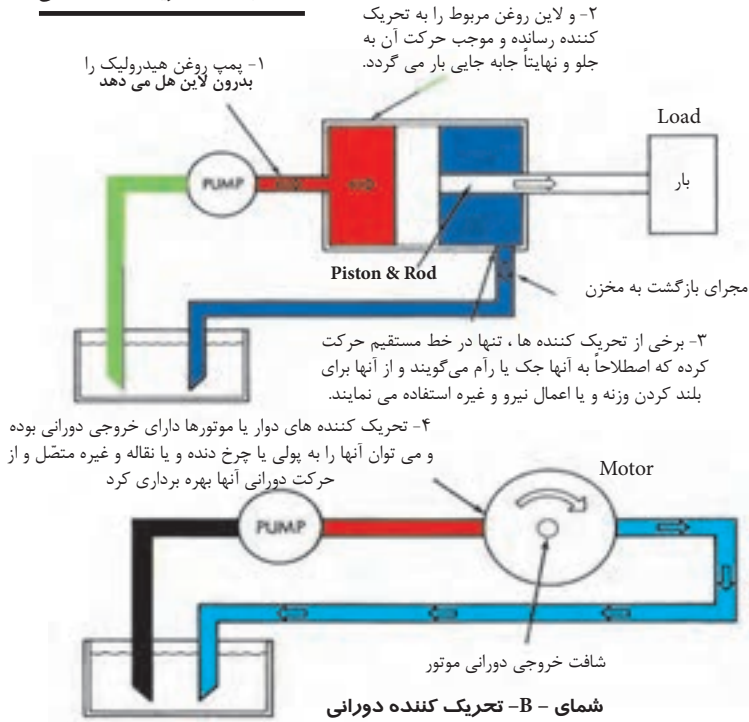 ۲- و لاین روغن مربوط را به تحریک
کننده رسانده و موجب حرکت آن به
جلو و نهایتاً جابه جایی بار می گردد.
۱- پمپ روغن هیدرولیک را
بدرون لاین هل می دهد
Load
PUMP
بار
Piston & Rod
مجرای بازگشت به مخزن
۳- برخی از تحریک کننده ها ، تنها در خط مستقیم حرکت
کرده که اصطلاحاً به آنها جک یا رآم می‌گویند و از آنها برای
بلند کردن وزنه و یا اعمال نیرو و غیره استفاده می نمایند.
۴- تحریک کننده های دوار یا موتورها دارای خروجی دورانی بوده
و می توان آنها را به پولی یا چرخ دنده و یا نقاله و غیره متصّل و از
حرکت دورانی آنها بهره برداری کرد
Motor
PUMP
شافت خروجی دورانی موتور
شمای - B- تحریک کننده دورانی